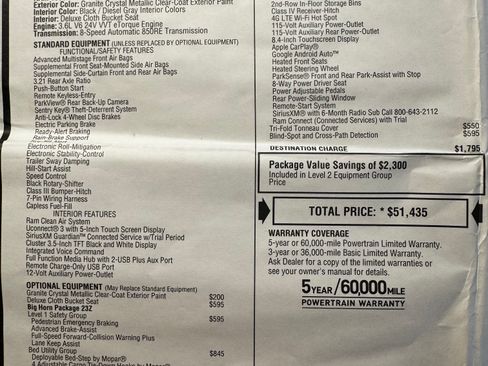 Exterior Color: Granite Crystal Metallic Clear-Coat Exterior Paint
Interior Color: Black / Diesel Gray Interior Colors
Interior: Deluxe Cloth Bucket Seat
Engine: 3.6L V6 24V VVT eTorque Engine
Transmission: 8-Speed Automatic 850RE Transmission
STANDARD EQUIPMENT (UNLESS REPLACED BY OPTIONAL EQUIPMENT)
FUNCTIONAL/SAFETY FEATURES
Advanced Multistage Front Air Bags
Supplemental Front Seat-Mounted Side Air Bags
Supplemental Side-Curtain Front and Rear Air Bags
3.21 Rear Axle Ratio
Push-Button Start
Remote Keyless-Entry
ParkView® Rear Back-Up Camera
Sentry Key® Theft-Deterrent System
Anti-Lock 4-Wheel Disc Brakes
Electric Parking Brake
Ready-Alert Braking
Rain-Brake Support
Electronic Roll-Mitigation
Electronic Stability-Control
Trailer Sway Damping
Hill-Start Assist
Speed Control
Black Rotary-Shifter
Class III Bumper-Hitch
7-Pin Wiring Harness
Capless Fuel-Fill
INTERIOR FEATURES
Ram Clean Air System
Uconnect® 3 with 5-Inch Touch Screen Display
SiriusXM Guardian™ Connected Service w/Trial Period
Cluster 3.5-Inch TFT Black and White Display
Integrated Voice Command
Full Function Media Hub with 2-USB Plus Aux Port
Remote Charge-Only USB Port
12-Volt Auxiliary Power-Outlet
OPTIONAL EQUIPMENT (May Replace Standard Equipment)
Granite Crystal Metallic Clear-Coat Exterior Paint $200
Deluxe Cloth Bucket Seat $595
Big Horn Package 23Z
Level 1 Safety Group $595
Pedestrian Emergency Braking
Advanced Brake-Assist
Full-Speed Forward-Collision Warning Plus
Lane Keep Assist
Bed Utility Group $845
Deployable Bed-Step by Mopar®
4 Adjustable Cargo Tie-Down Hooks by Mopar®
2nd-Row In-Floor Storage Bins
Class IV Receiver-Hitch
4G LTE Wi-Fi Hot Spot
115-Volt Auxiliary Power-Outlet
115-Volt Auxiliary Rear Power-Outlet
8.4-Inch Touchscreen Display
Apple CarPlay®
Google Android Auto™
Heated Front Seats
Heated Steering Wheel
ParkSense® Front and Rear Park-Assist with Stop
8-Way Power Driver Seat
Power Adjustable Pedals
Rear Power-Sliding Window
Remote-Start System
SiriusXM® with 6-Month Radio Sub Call 800-643-2112
Ram Connect (Connected Services) with Trial
Tri-Fold Tonneau Cover $550
Blind-Spot and Cross-Path Detection $595
DESTINATION CHARGE $1,795
Package Value Savings of $2,300
Included in Level 2 Equipment Group
Price
TOTAL PRICE: * $51,435
WARRANTY COVERAGE
5-year or 60,000-mile Powertrain Limited Warranty.
3-year or 36,000-mile Basic Limited Warranty.
Ask Dealer for a copy of the limited warranties or
see your owner's manual for details.
5YEAR/60,000MILE
POWERTRAIN WARRANTY